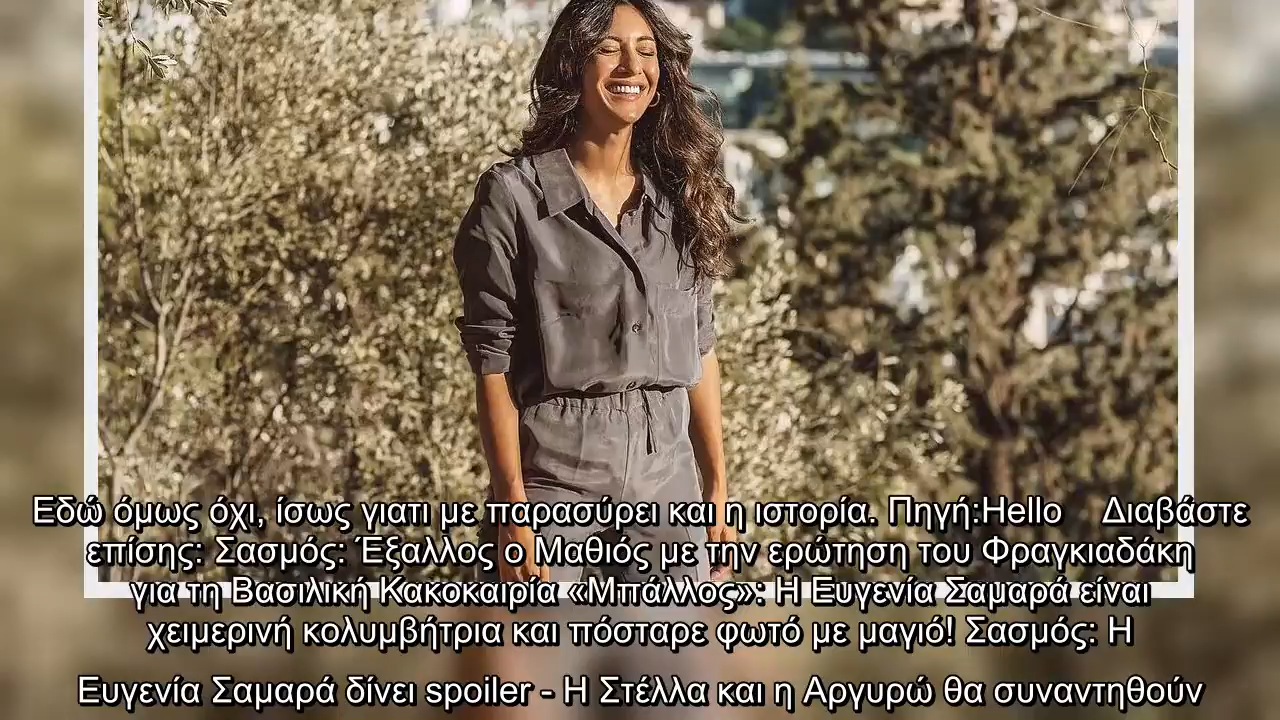 Εδώ όμως όχι, ίσως γιατι με παρασύρει και η ιστορία. Πηγή:Hello    Διαβάστε
επίσης: Σασμός: Έξαλλος ο Μαθιός με την ερώτηση του Φραγκιαδάκη
για τη Βασιλική Κακοκαιρία «Μπάλλος»: Η Ευγενία Σαμαρά είναι
χειμερινή κολυμβήτρια και πόσταρε φωτό με μαγιό! Σασμός: Η
Ευγενία Σαμαρά δίνει spoiler - Η Στέλλα και η Αργυρώ θα συναντηθούν